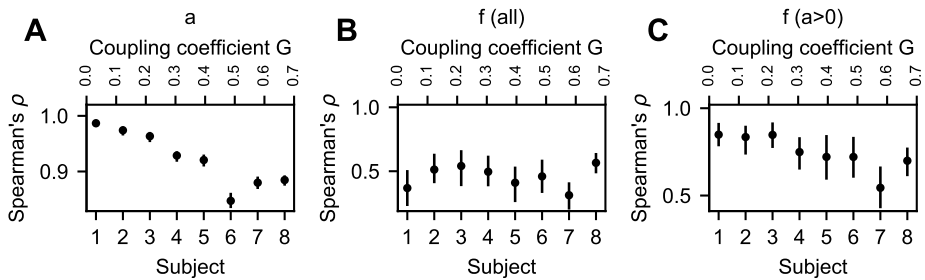 A
a
Coupling coefficient G
0.0 0.1 0.2 0.3 0.4 0.5 0.6 0.7
Spearman's ρ
1.0
0.9
1 2 3 4 5 6 7 8
Subject
B
f (all)
Coupling coefficient G
0.0 0.1 0.2 0.3 0.4 0.5 0.6 0.7
Spearman's ρ
1.0
0.5
1 2 3 4 5 6 7 8
Subject
C
f (a>0)
Coupling coefficient G
0.0 0.1 0.2 0.3 0.4 0.5 0.6 0.7
Spearman's ρ
1.0
0.5
1 2 3 4 5 6 7 8
Subject